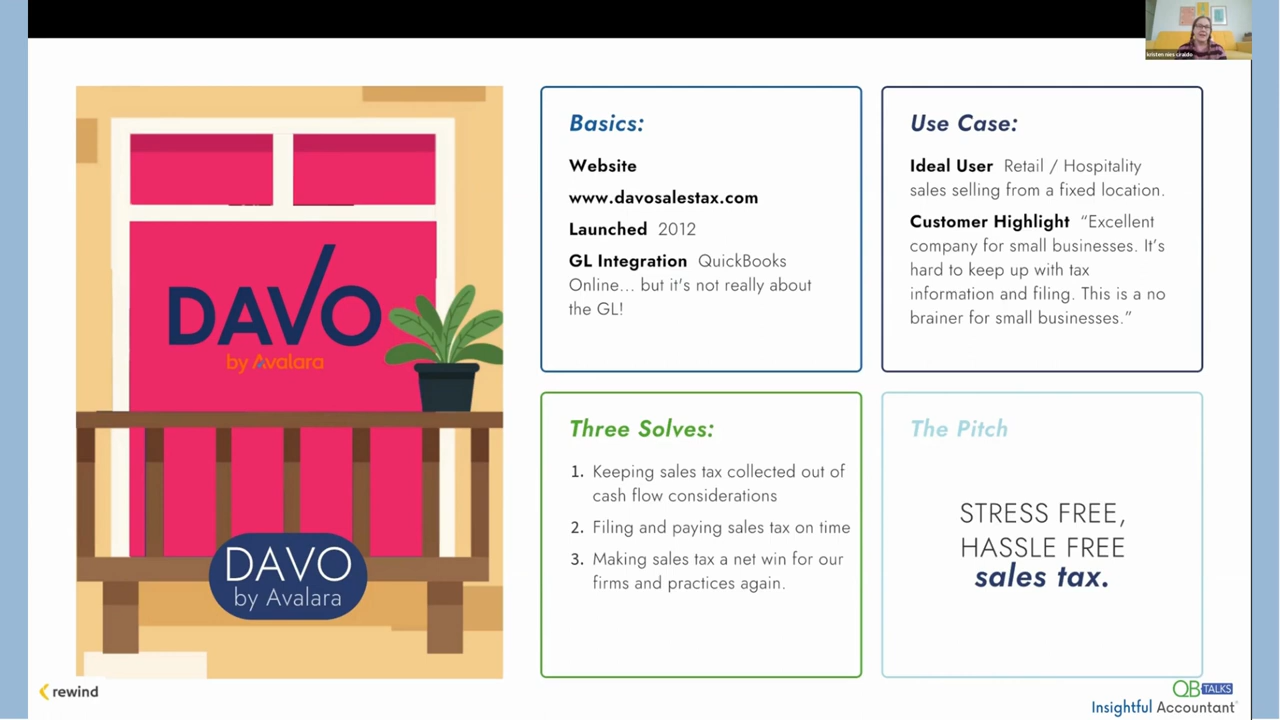 kristen nies ciraldo
DAVO
by Avalara
DAVO
by Avalara
Basics:
Website
www.davosalestax.com
Launched 2012
GL Integration QuickBooks
Online... but it's not really about
the GL!
Use Case:
Ideal User Retail / Hospitality
sales selling from a fixed location.
Customer Highlight “Excellent
company for small businesses. It’s
hard to keep up with tax
information and filing. This is a no
brainer for small businesses.”
Three Solves:
1. Keeping sales tax collected out of
cash flow considerations
2. Filing and paying sales tax on time
3. Making sales tax a net win for our
firms and practices again.
The Pitch
STRESS FREE,
HASSLE FREE
sales tax.
rewind
QB TALKS
Insightful Accountant